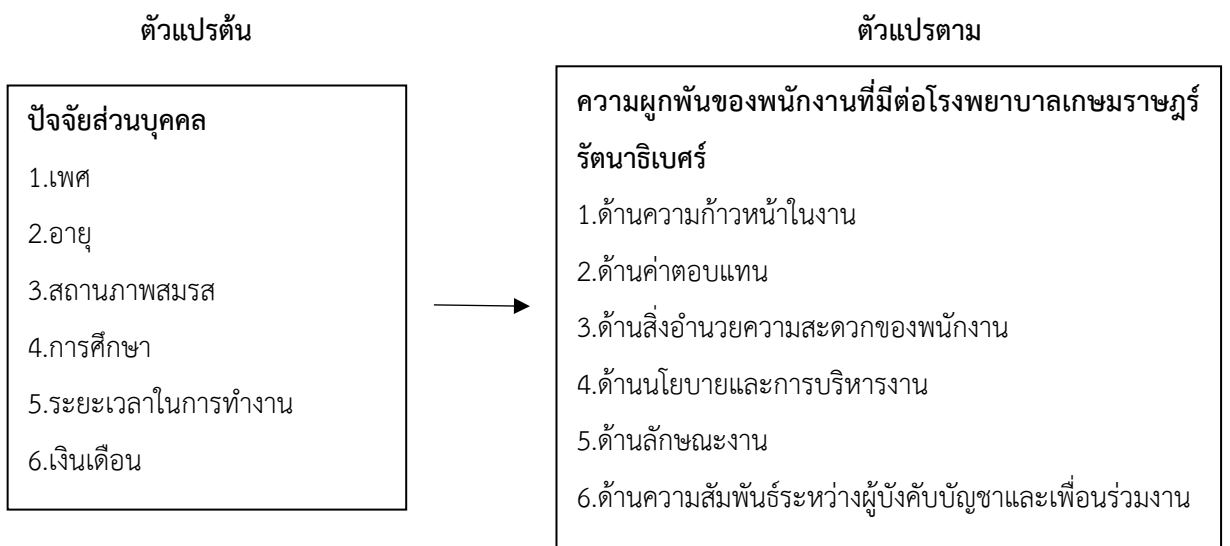 ตัวแปรต้น
ตัวแปรตาม
ปัจจัยส่วนบุคคล
1.เพศ
2.อายุ
3.สถานภาพสมรส
4.การศึกษา
5.ระยะเวลาในการทำงาน
6.เงินเดือน
ความผูกพันของพนักงานที่มีต่อโรงพยาบาลเกษมราษฎร์
รัตนาธิเบศร์
1.ด้านความก้าวหน้าในงาน
2.ด้านค่าตอบแทน
3.ด้านสิ่งอำนวยความสะดวกของพนักงาน
4.ด้านนโยบายและการบริหารงาน
5.ด้านลักษณะงาน
6.ด้านความสัมพันธ์ระหว่างผู้บังคับบัญชาและเพื่อนร่วมงาน